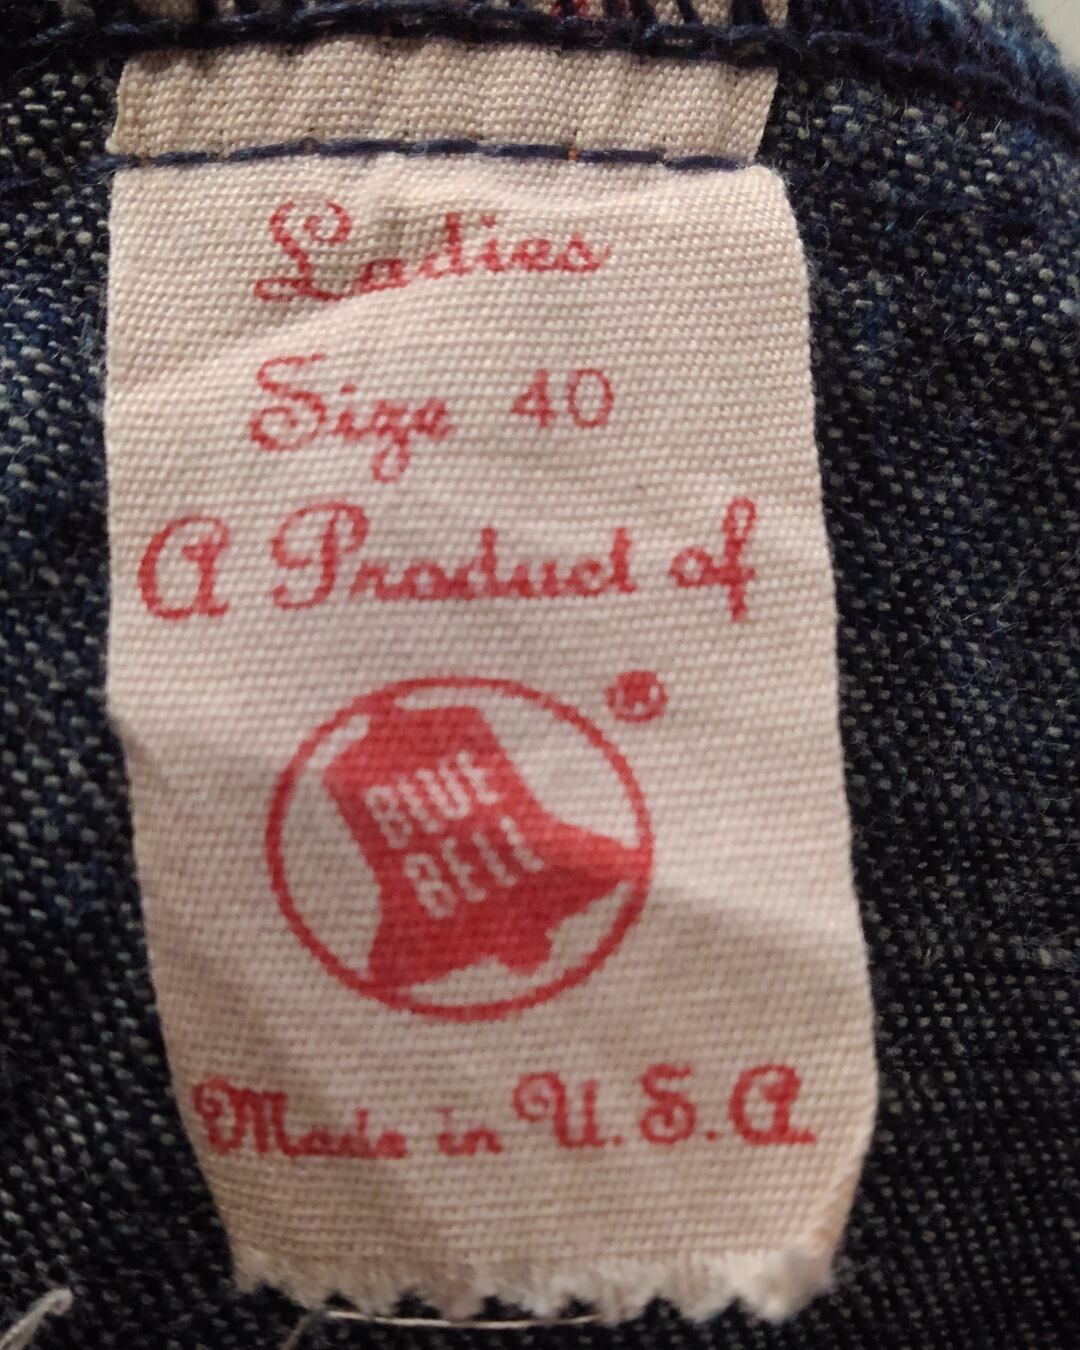 Ladies
Size 40
A Product of
®
BLUE
BELL
Made in U.S.A.